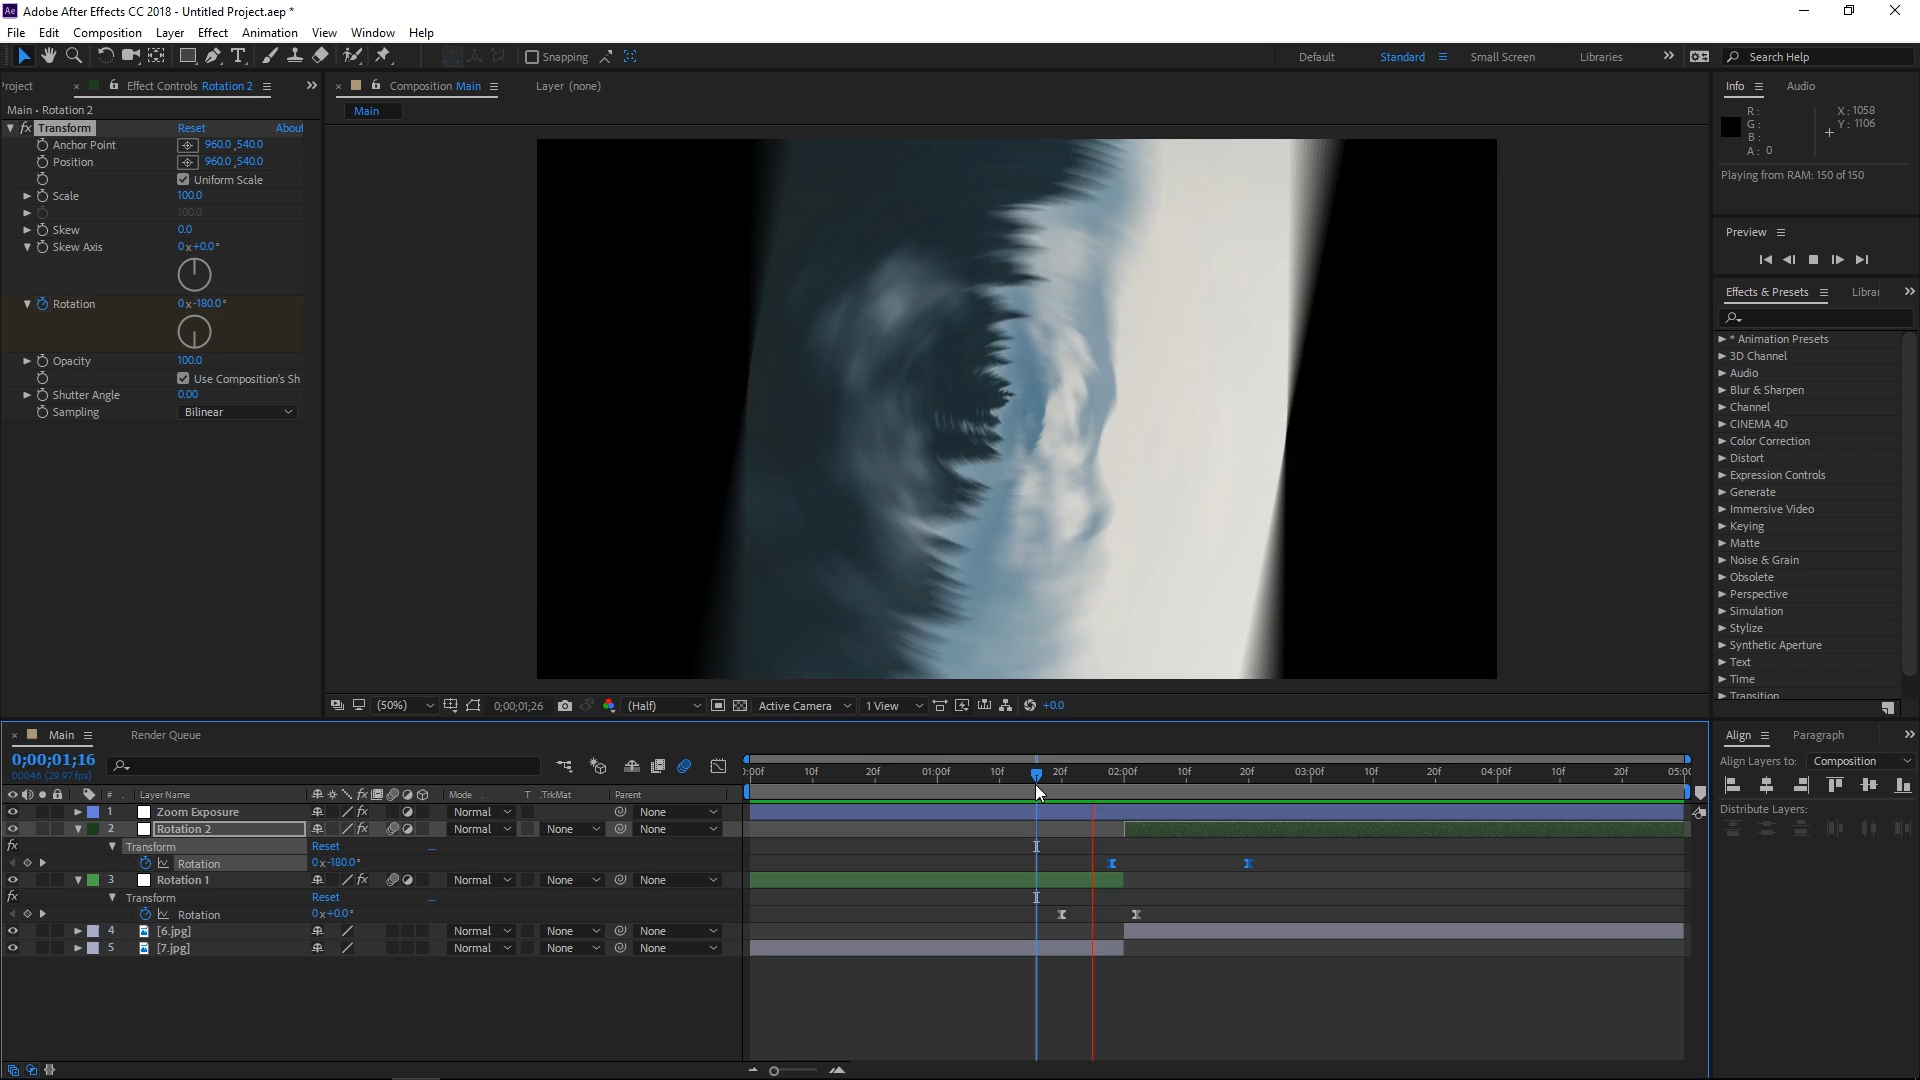 Ae Adobe After Effects CC 2018 - Untitled Project.aep *
File Edit Composition Layer Effect Animation View Window Help
Snapping Default Standard Small Screen Libraries Search Help
roject Effect Controls Rotation 2 Composition Main Layer (none) Info Audio
Main • Rotation 2
Main
fx Transform Reset About
Anchor Point 960.0 ,540.0
Position 960.0 ,540.0
Uniform Scale
Scale 100.0
100.0
Skew 0.0
Skew Axis 0 x +0.0 °
Rotation 0 x -180.0 °
Opacity 100.0
Use Composition's Sh
Shutter Angle 0.00
Sampling Bilinear
R: X: 1058
G: Y: 1106
B:
A: 0
Playing from RAM: 150 of 150
Preview
Effects & Presets Librar
* Animation Presets
3D Channel
Audio
Blur & Sharpen
Channel
CINEMA 4D
Color Correction
Distort
Expression Controls
Generate
Immersive Video
Keying
Matte
Noise & Grain
Obsolete
Perspective
Simulation
Stylize
Synthetic Aperture
Text
Time
Transition
(50%) 0;00;01;26 (Half) Active Camera 1 View +0.0
Main Render Queue
0;00;01;16
00046 (29.97 fps)
:00f 10f 20f 01:00f 10f 20f 02:00f 10f 20f 03:00f 10f 20f 04:00f 10f 20f 05:00
# Layer Name fx Mode T .TrkMat Parent
1 Zoom Exposure fx Normal None
2 Rotation 2 fx Normal None None
fx Transform Reset
Rotation 0 x -180.0 °
3 Rotation 1 fx Normal None None
fx Transform Reset
Rotation 0 x +0.0 °
4 [6.jpg] Normal None None
5 [7.jpg] Normal None None
Align Paragraph
Align Layers to: Composition
Distribute Layers: